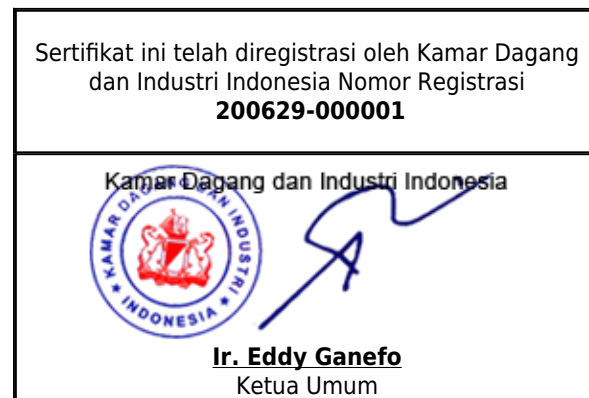 Sertifikat ini telah diregistrasi oleh Kamar Dagang
dan Industri Indonesia Nomor Registrasi
200629-000001
Kamar Dagang dan Industri Indonesia
KAMAR DAGANG DAN INDUSTRI
INDONESIA
Ir. Eddy Ganefo
Ketua Umum